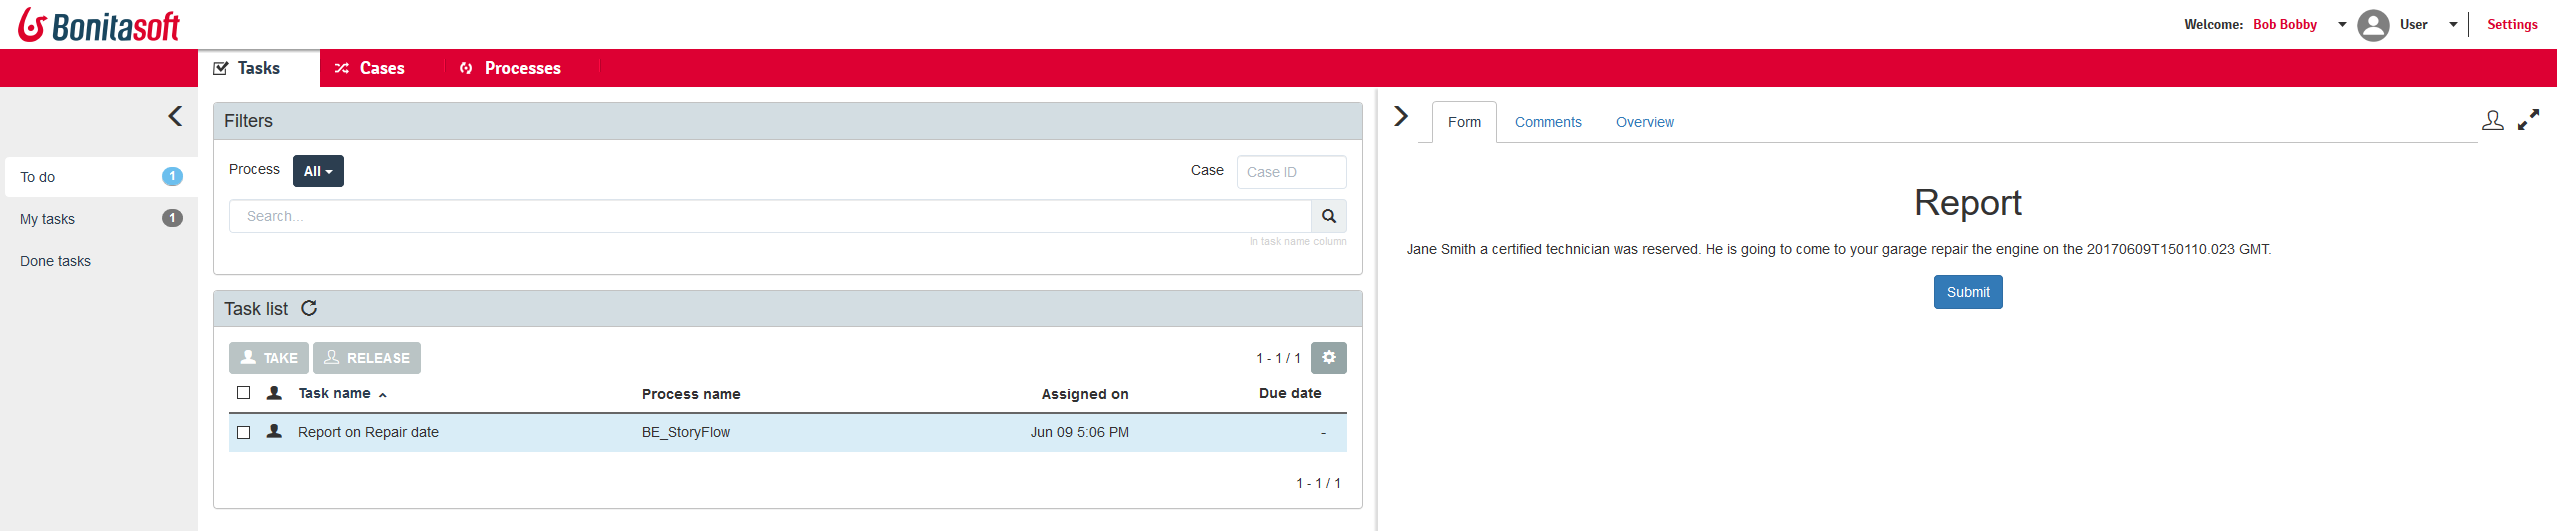 Bonitasoft
Welcome: Bob Bobby User Settings
Tasks Cases Processes
To do 1
My tasks 1
Done tasks
Filters
Process All Case Case ID
Search...
In task name column
Task list
TAKE RELEASE 1 - 1 / 1
Task name Process name Assigned on Due date
Report on Repair date BE_StoryFlow Jun 09 5:06 PM -
1 - 1 / 1
Form Comments Overview
Report
Jane Smith a certified technician was reserved. He is going to come to your garage repair the engine on the 20170609T150110.023 GMT.
Submit